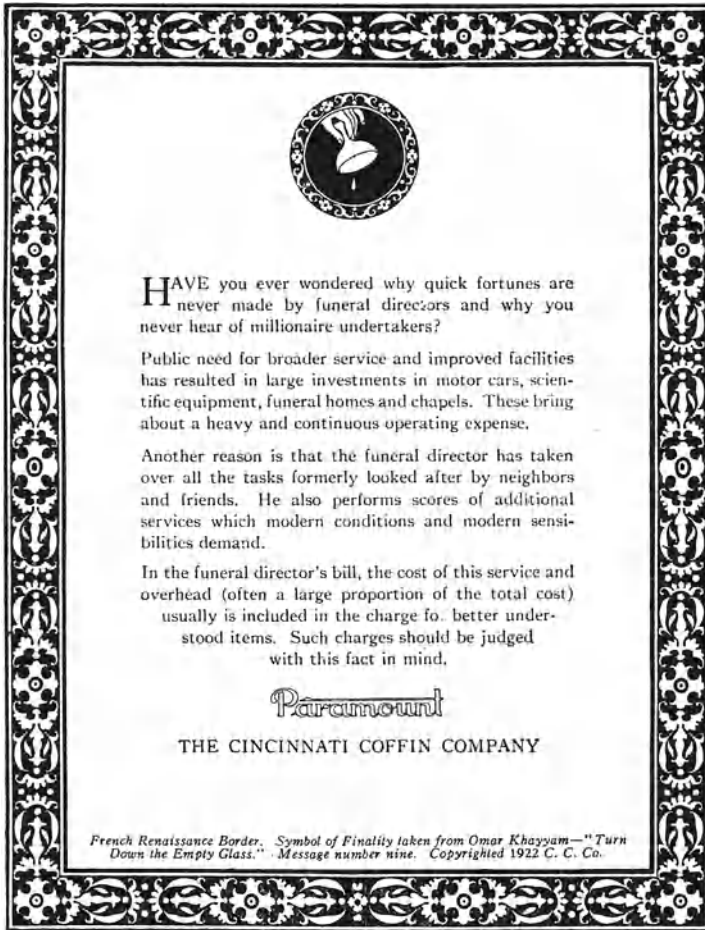 HAVE you ever wondered why quick fortunes are
never made by funeral directors and why you
never hear of millionaire undertakers?
Public need for broader service and improved facilities
has resulted in large investments in motor cars, scien-
tific equipment, funeral homes and chapels. These bring
about a heavy and continuous operating expense.
Another reason is that the funeral director has taken
over all the tasks formerly looked after by neighbors
and friends. He also performs scores of additional
services which modern conditions and modern sensi-
bilities demand.
In the funeral director's bill, the cost of this service and
overhead (often a large proportion of the total cost)
usually is included in the charge fo. better under-
stood items. Such charges should be judged
with this fact in mind.
Paramount
THE CINCINNATI COFFIN COMPANY
French Renaissance Border. Symbol of Finality taken from Omar Khayyam—"Turn
Down the Empty Glass." Message number nine. Copyrighted 1922 C. C. Co.